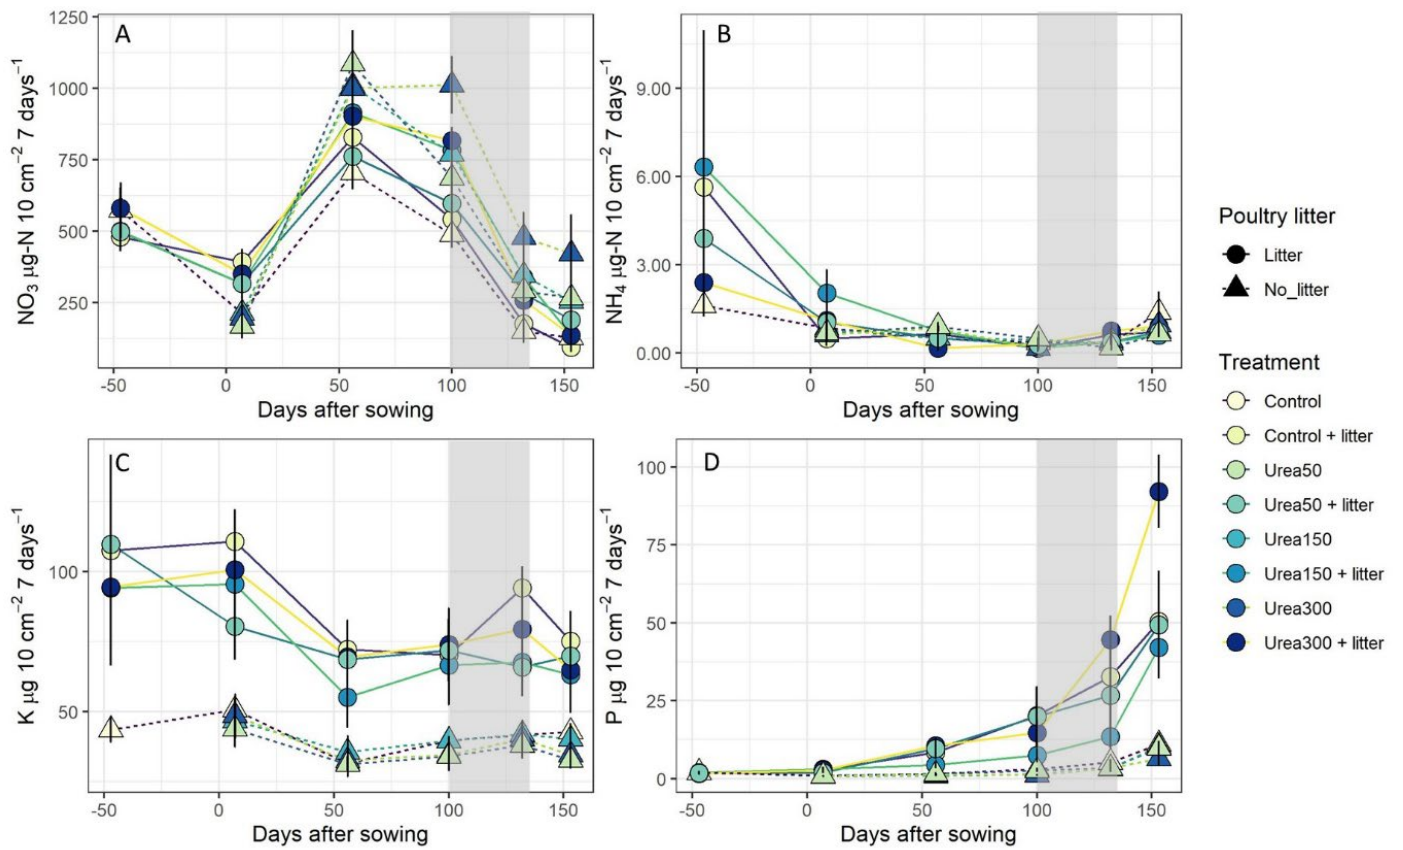 A
NO₃ µg-N 10 cm⁻² 7 days⁻¹
1250
1000
750
500
250
-50 0 50 100 150
Days after sowing
B
NH₄ µg-N 10 cm⁻² 7 days⁻¹
9.00
6.00
3.00
0.00
-50 0 50 100 150
Days after sowing
C
K µg 10 cm⁻² 7 days⁻¹
100
50
-50 0 50 100 150
Days after sowing
D
P µg 10 cm⁻² 7 days⁻¹
100
75
50
25
0
-50 0 50 100 150
Days after sowing
Poultry litter
Litter
No_litter
Treatment
Control
Control + litter
Urea50
Urea50 + litter
Urea150
Urea150 + litter
Urea300
Urea300 + litter